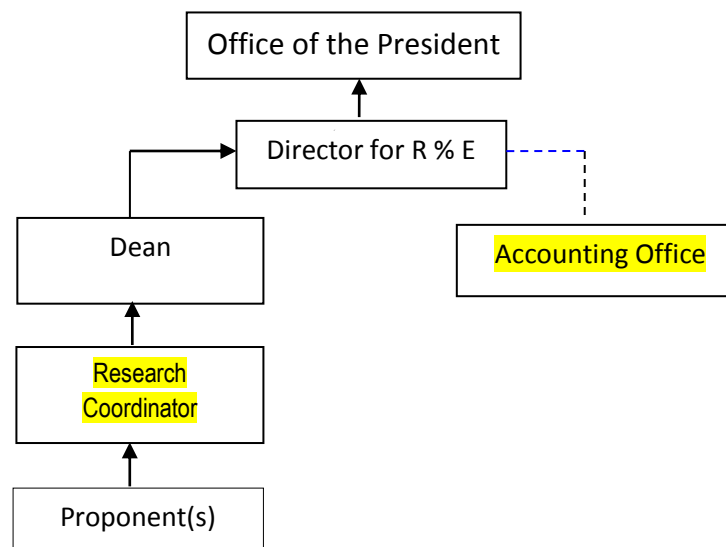 Office of the President
Director for R % E
Dean
Accounting Office
Research
Coordinator
Proponent(s)